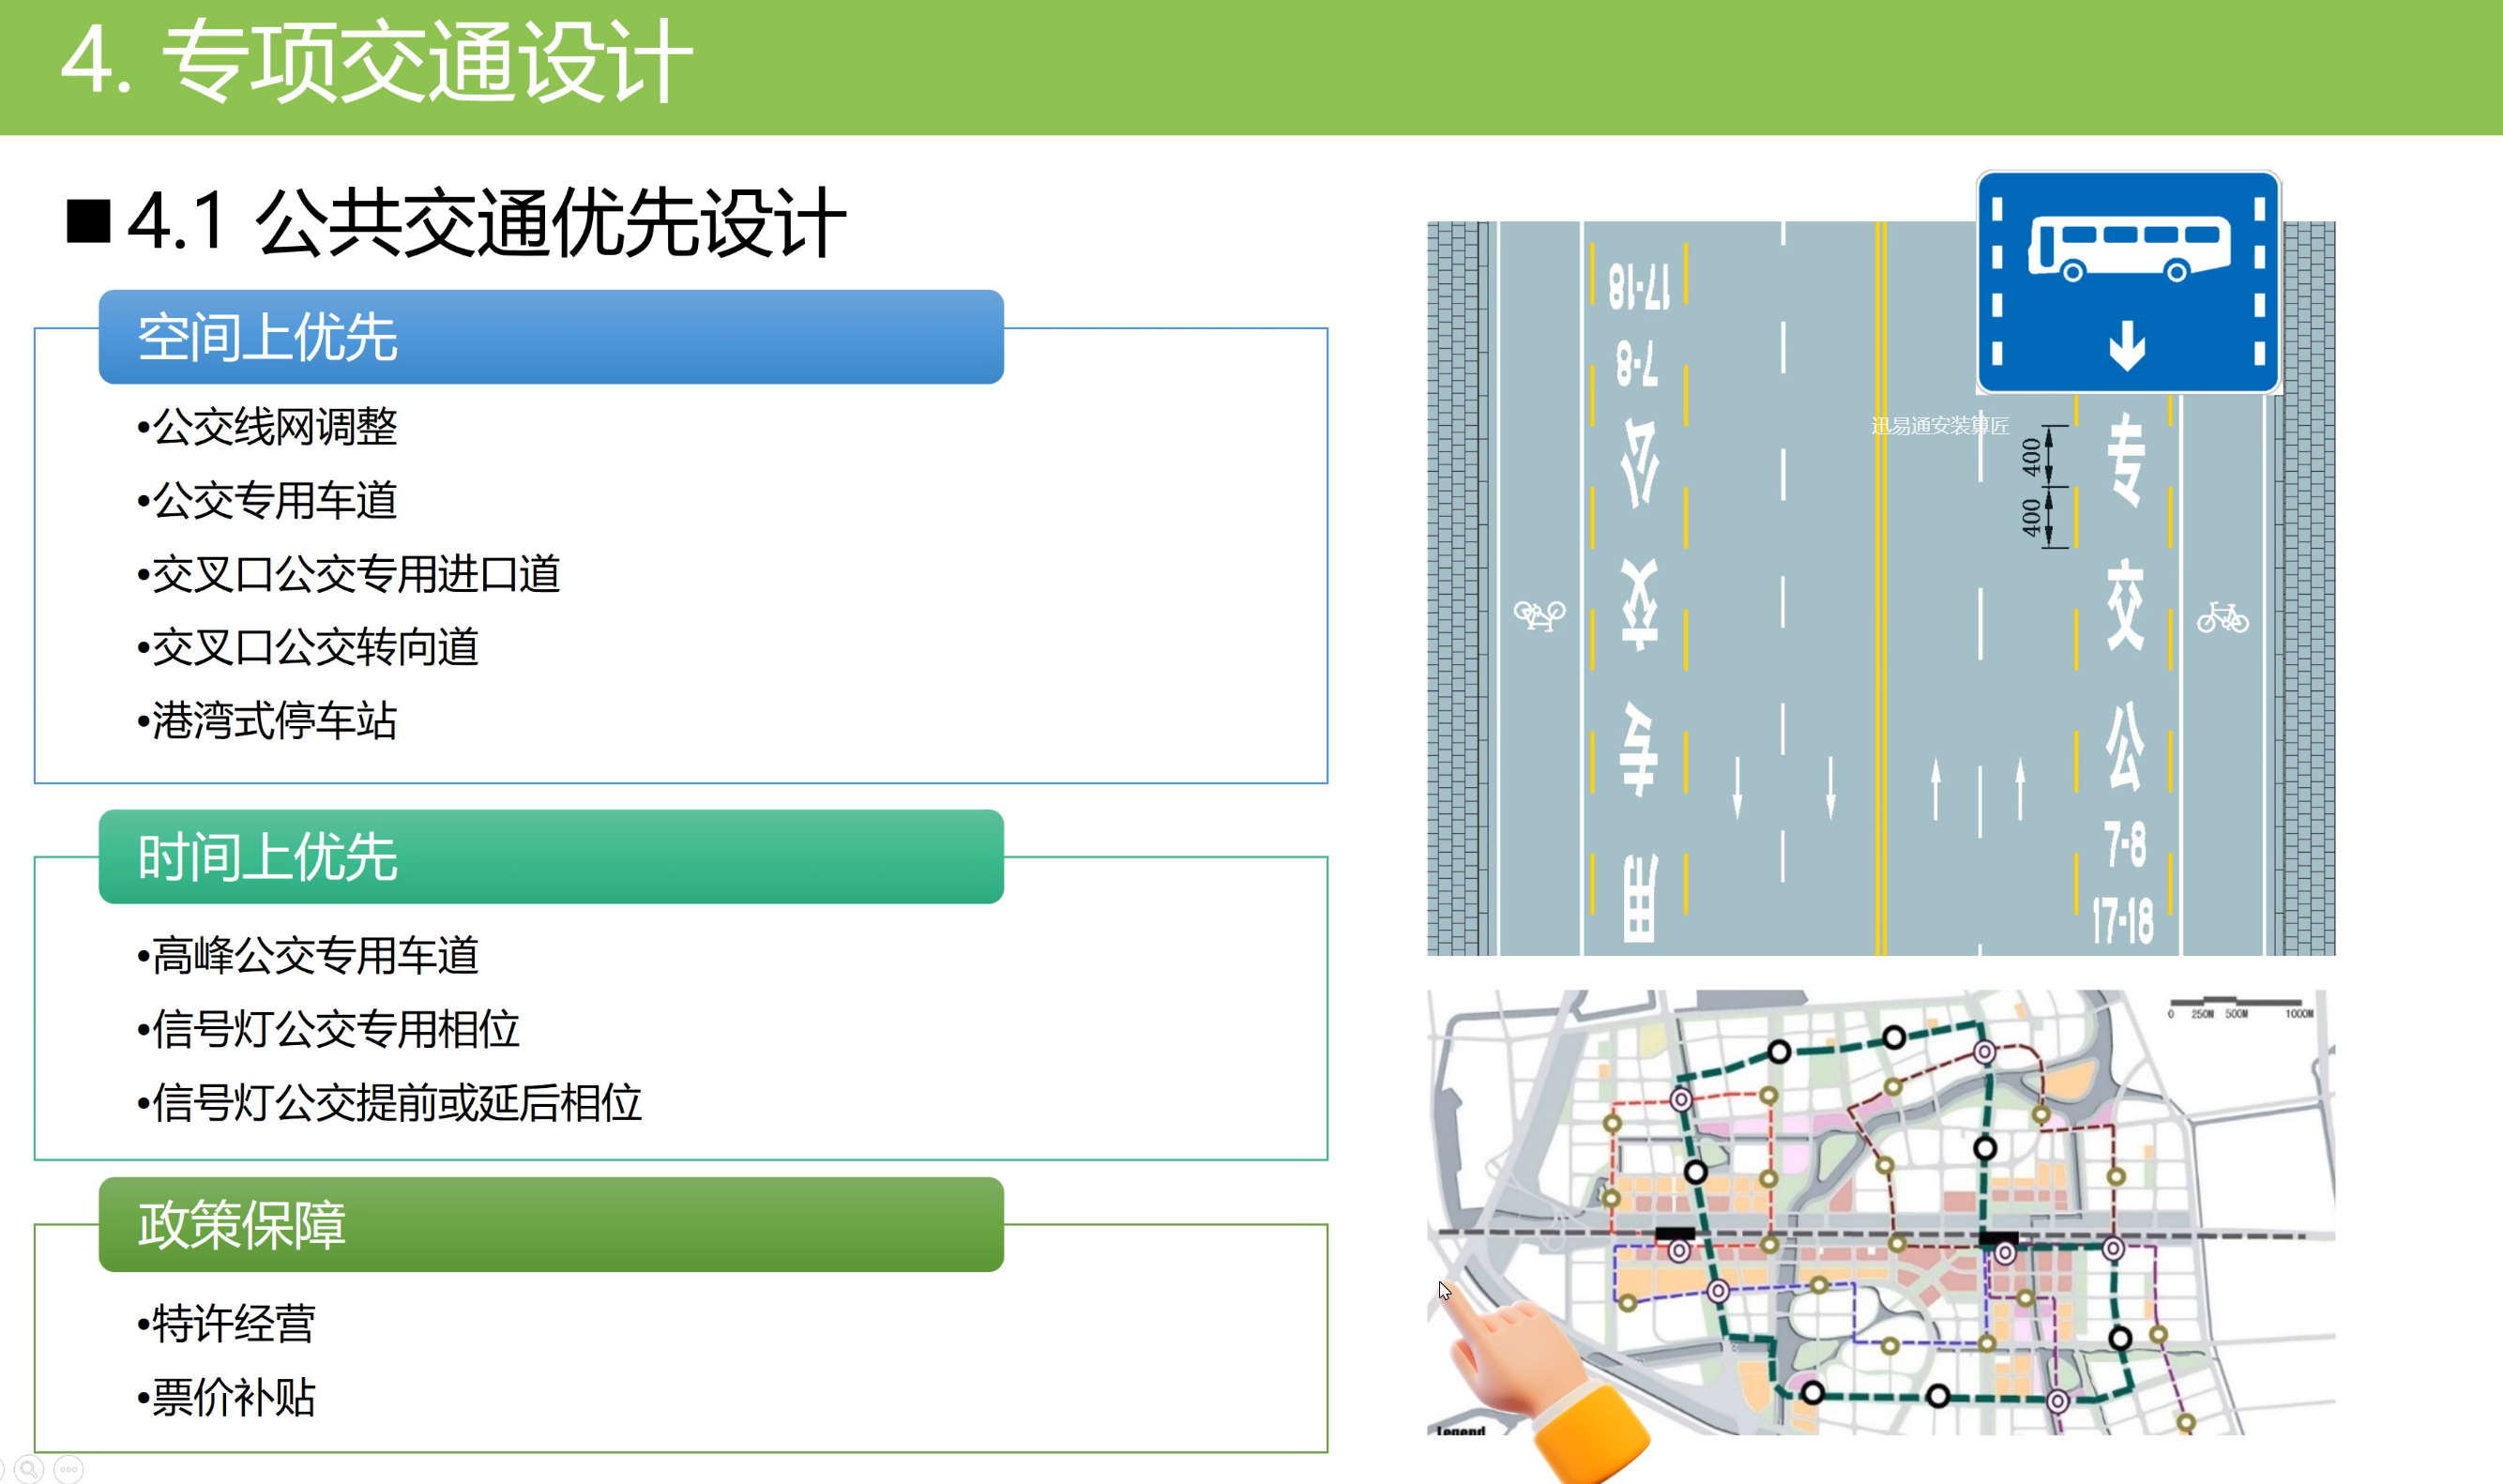 4. 专项交通设计
■4.1 公共交通优先设计
空间上优先
•公交线网调整
•公交专用车道
•交叉口公交专用进口道
•交叉口公交转向道
•港湾式停车站
时间上优先
•高峰公交专用车道
•信号灯公交专用相位
•信号灯公交提前或延后相位
政策保障
•特许经营
•票价补贴
17-18
7-8
公
交
专
用
迅易通安装算匠
400
400
专
交
公
7-8
17-18
0 250M 500M 1000M
Legend